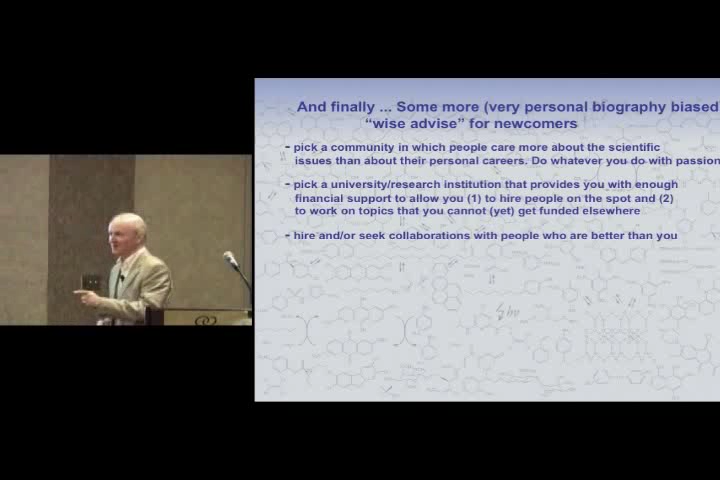 And finally ... Some more (very personal biography biased
“wise advise” for newcomers
- pick a community in which people care more about the scientific
issues than about their personal careers. Do whatever you do with passion
- pick a university/research institution that provides you with enough
financial support to allow you (1) to hire people on the spot and (2)
to work on topics that you cannot (yet) get funded elsewhere
- hire and/or seek collaborations with people who are better than you